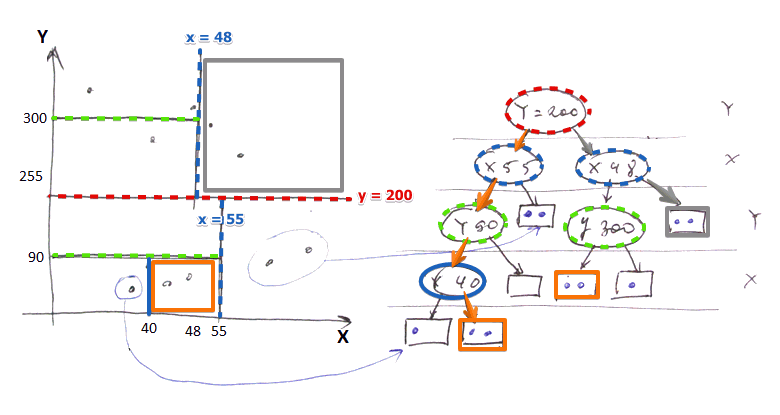 Y
x = 48
300
255
y = 200
x = 55
90
40
48
55
X
Y = 200
Y
X 55
X 48
X
Y 90
y 300
Y
X 40
X